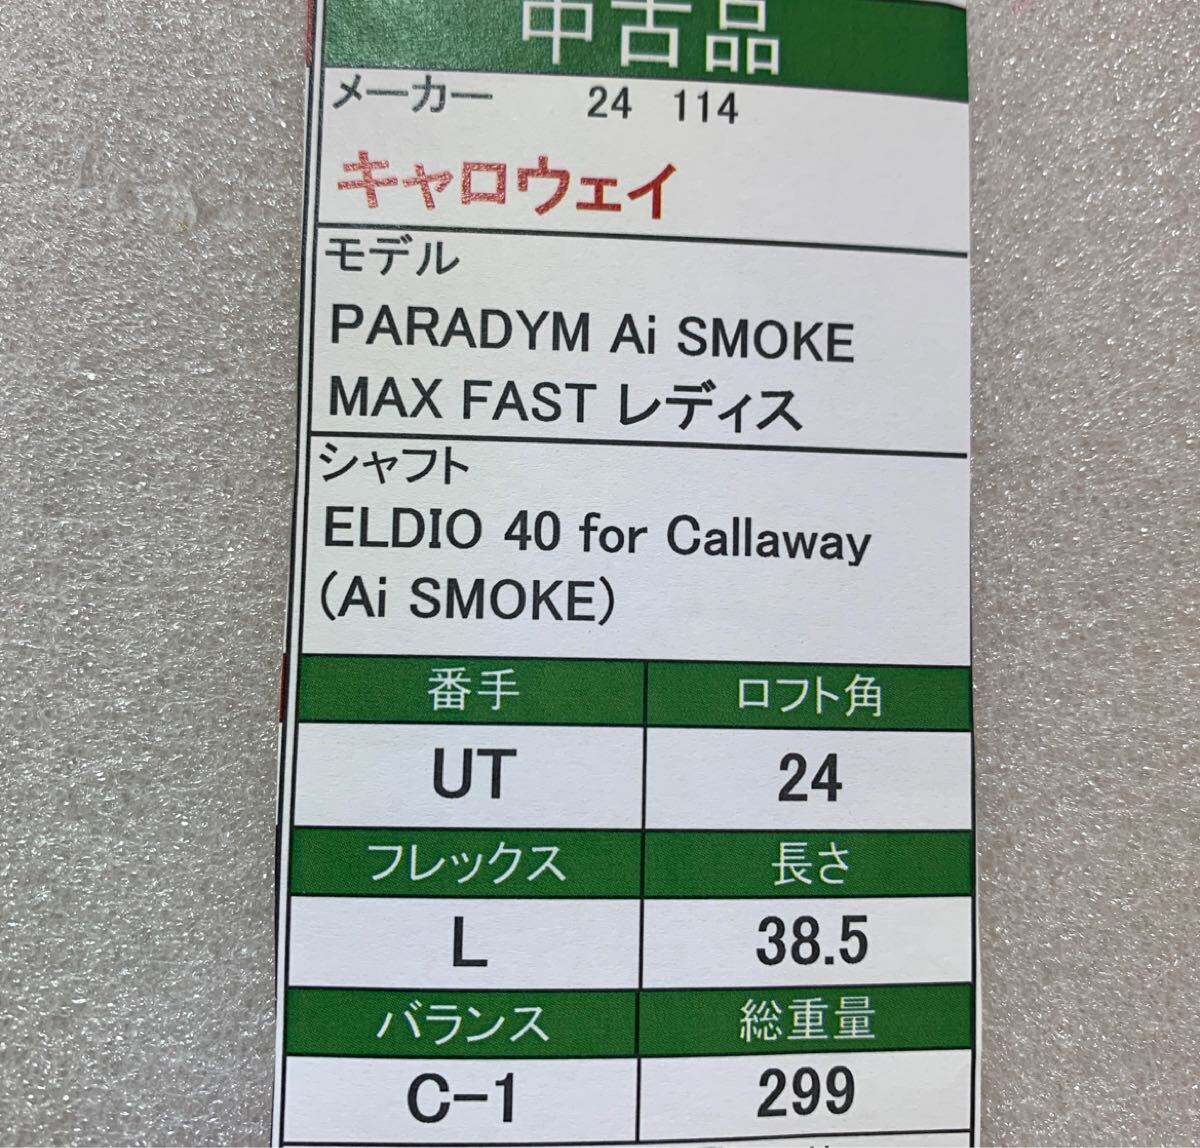 中古品
メーカー 24 114
キャロウェイ
モデル
PARADYM Ai SMOKE
MAX FAST レディス
シャフト
ELDIO 40 for Callaway
(Ai SMOKE)
番手 ロフト角
UT 24
フレックス 長さ
L 38.5
バランス 総重量
C-1 299